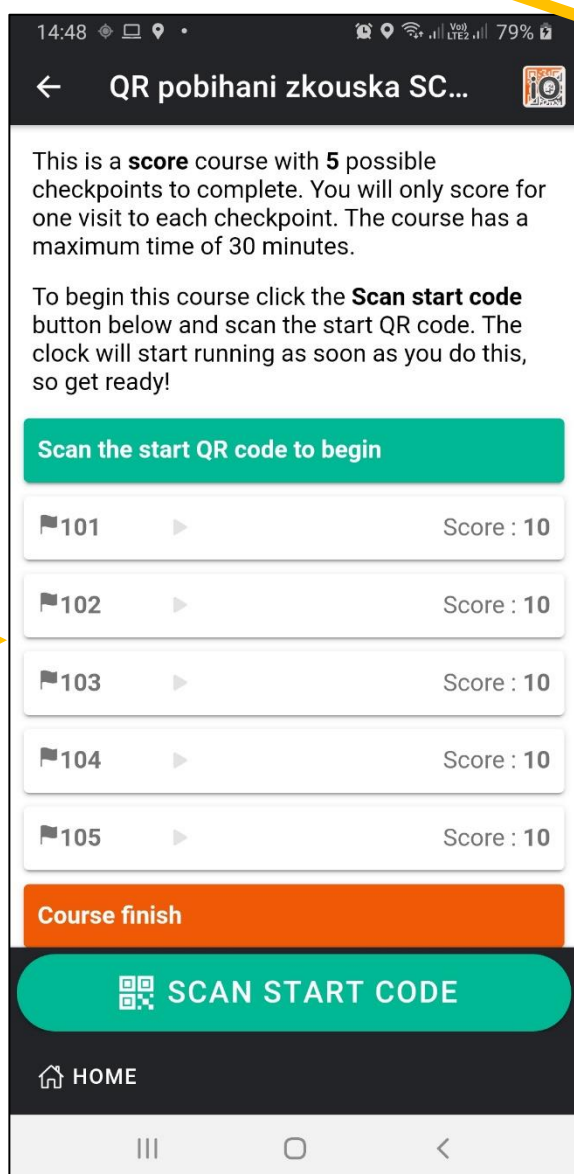 14:48 VoJ) LTE2 79%
QR pobihani zkouska SC...
iO
This is a score course with 5 possible
checkpoints to complete. You will only score for
one visit to each checkpoint. The course has a
maximum time of 30 minutes.
To begin this course click the Scan start code
button below and scan the start QR code. The
clock will start running as soon as you do this,
so get ready!
Scan the start QR code to begin
101 Score : 10
102 Score : 10
103 Score : 10
104 Score : 10
105 Score : 10
Course finish
SCAN START CODE
HOME